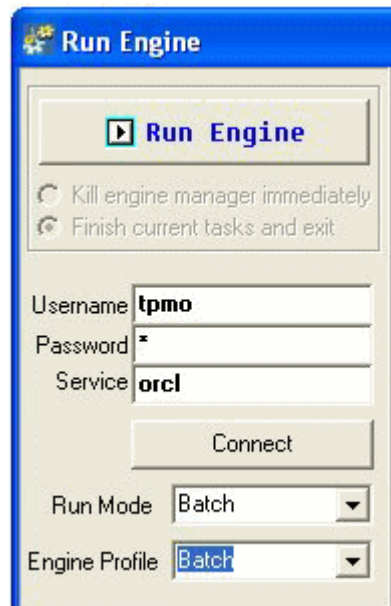 Run Engine
Run Engine
Kill engine manager immediately
Finish current tasks and exit
Username tpmo
Password *
Service orcl
Connect
Run Mode Batch
Engine Profile Batch